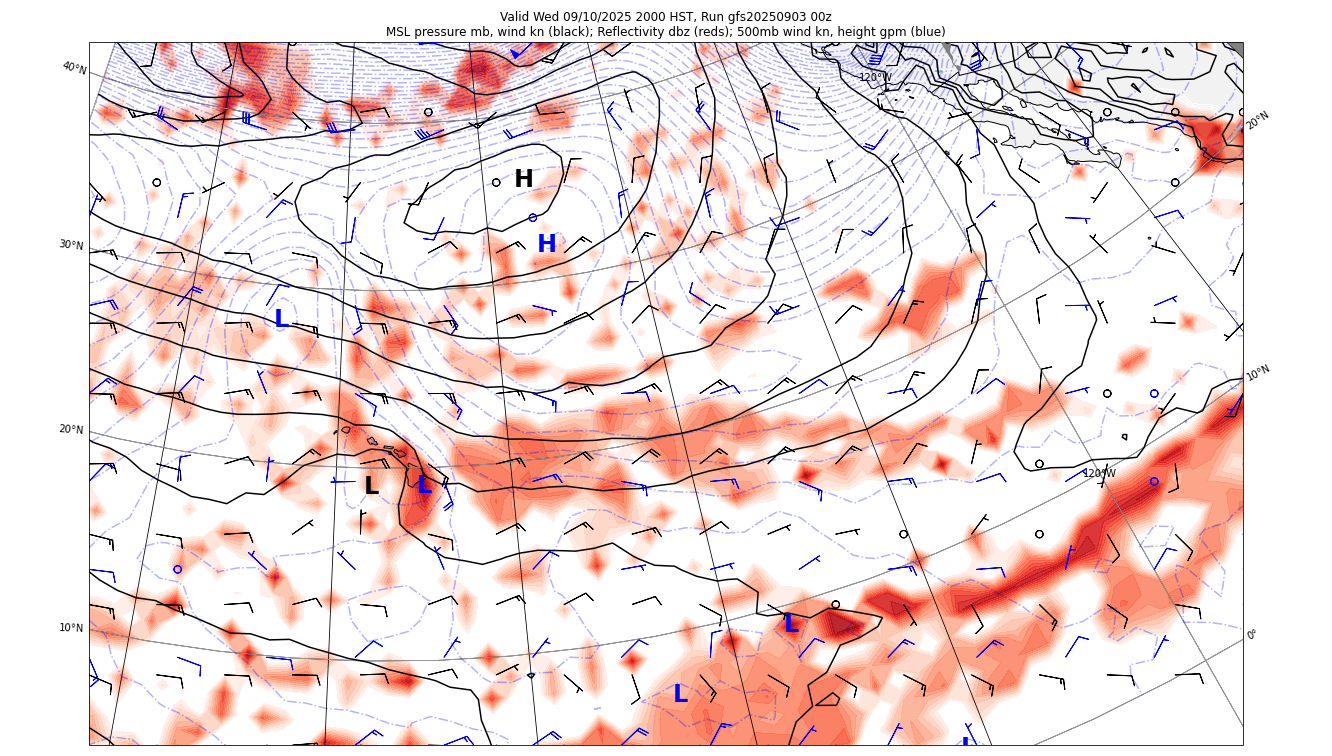 Valid Wed 09/10/2025 2000 HST, Run gfs20250903 00z
MSL pressure mb, wind kn (black); Reflectivity dbz (reds); 500mb wind kn, height gpm (blue)
40°N
120°W
20°N
H
30°N
H
L
10°N
20°N
L
L
120°W
10°N
L
0°
L
L